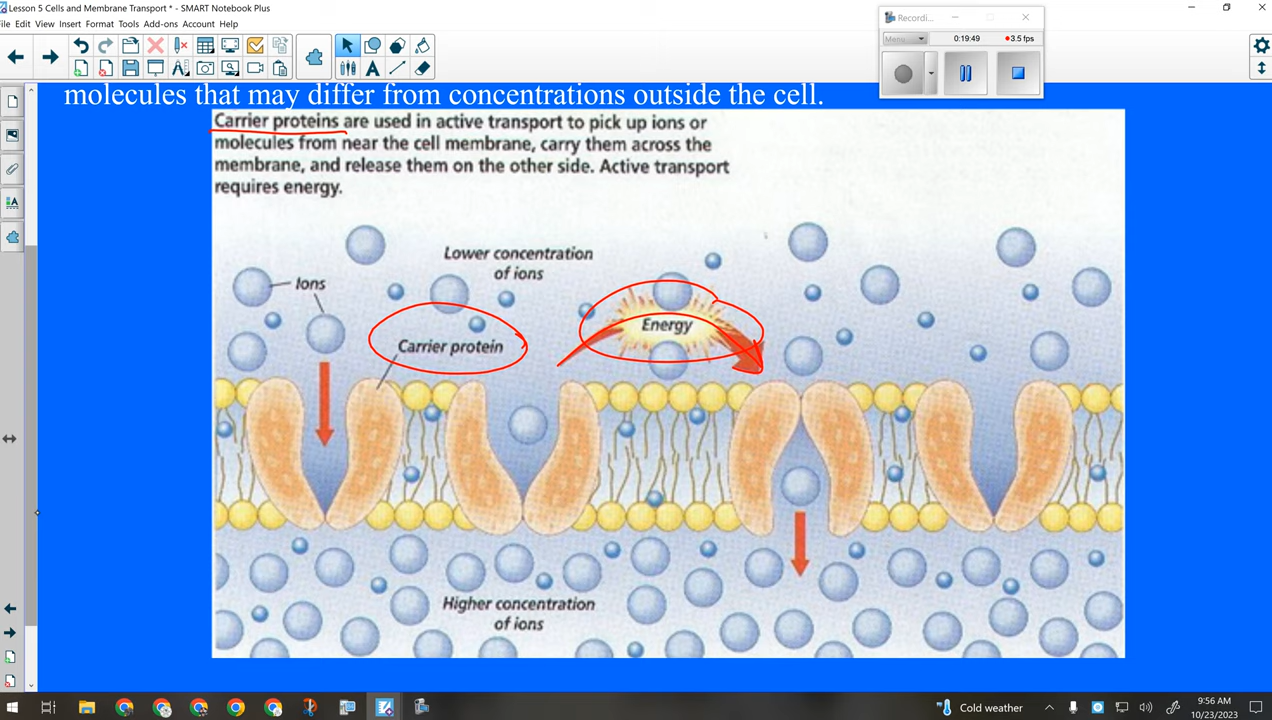 Lesson 5 Cells and Membrane Transport * - SMART Notebook Plus
File Edit View Insert Format Tools Add-ons Account Help
Recordi...
Menu 0:19:49 3.5 fps
molecules that may differ from concentrations outside the cell.
Carrier proteins are used in active transport to pick up ions or
molecules from near the cell membrane, carry them across the
membrane, and release them on the other side. Active transport
requires energy.
Lower concentration
of ions
Ions
Energy
Carrier protein
Higher concentration
of ions
Cold weather
9:56 AM
10/23/2023